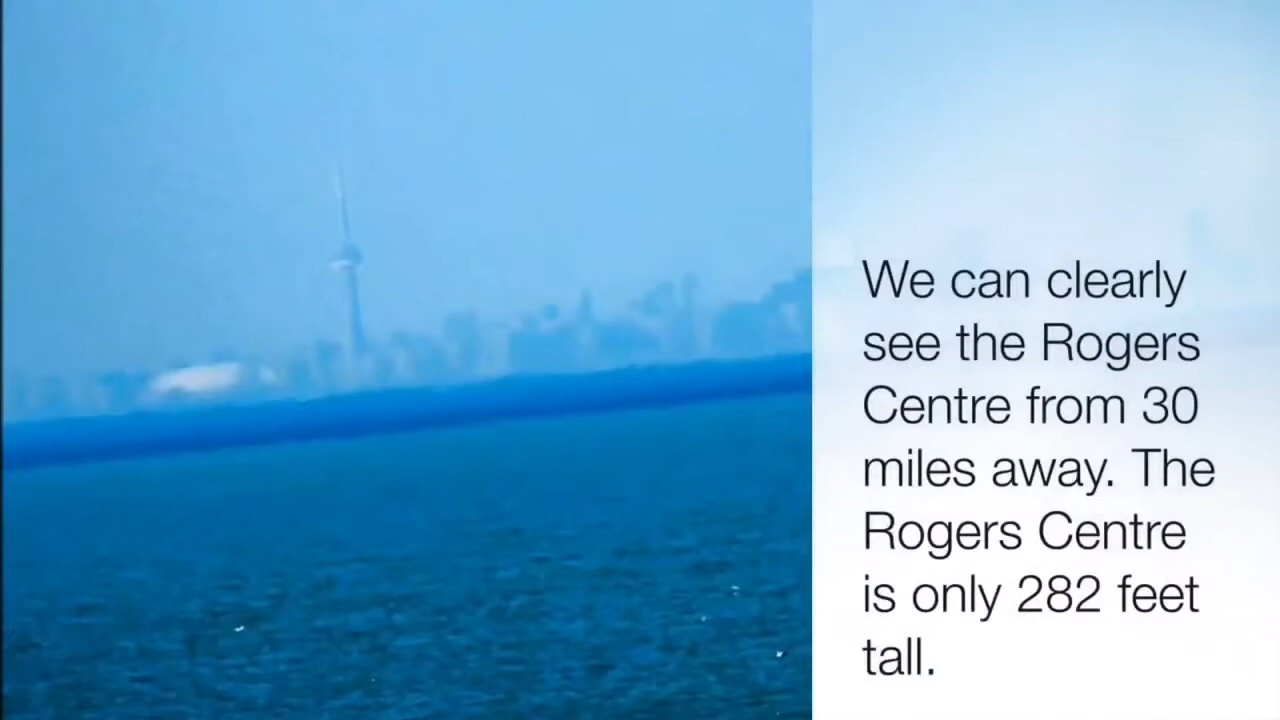 We can clearly
see the Rogers
Centre from 30
miles away. The
Rogers Centre
is only 282 feet
tall.